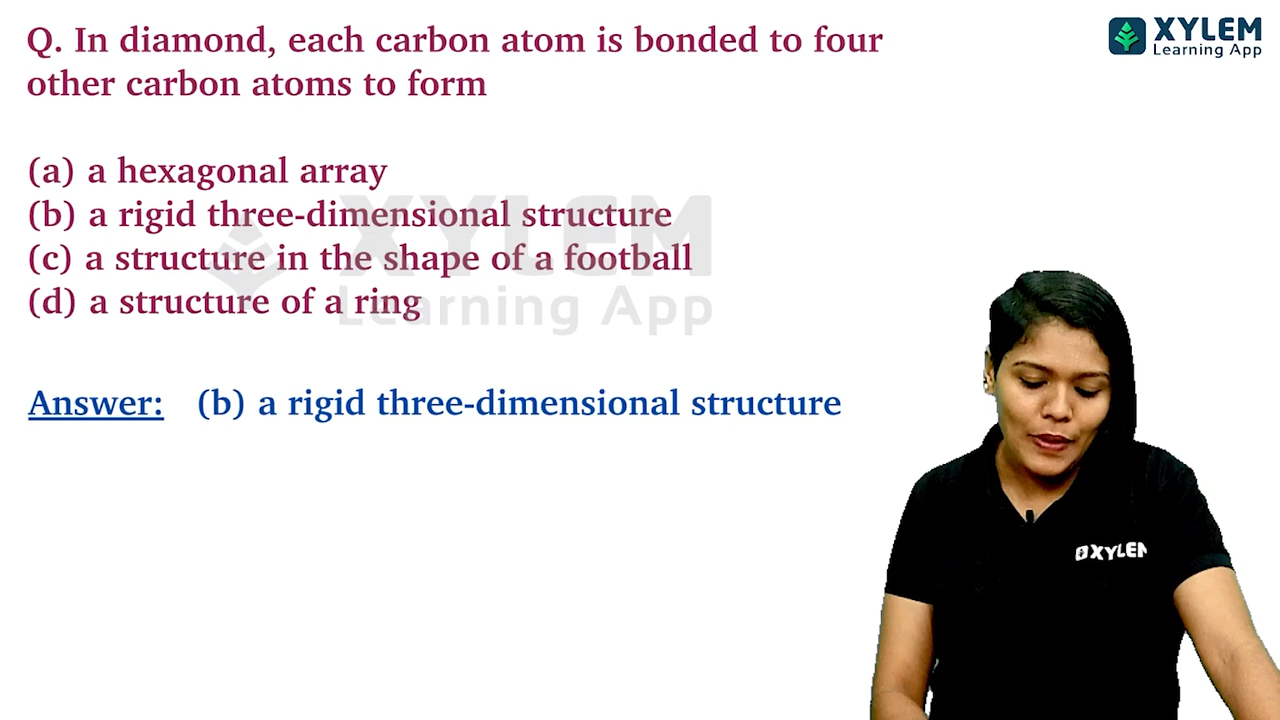 Q. In diamond, each carbon atom is bonded to four
other carbon atoms to form
(a) a hexagonal array
(b) a rigid three-dimensional structure
(c) a structure in the shape of a football
(d) a structure of a ring
Answer: (b) a rigid three-dimensional structure
XYLEM
Learning App
XYLEM
Learning App
XYLEM